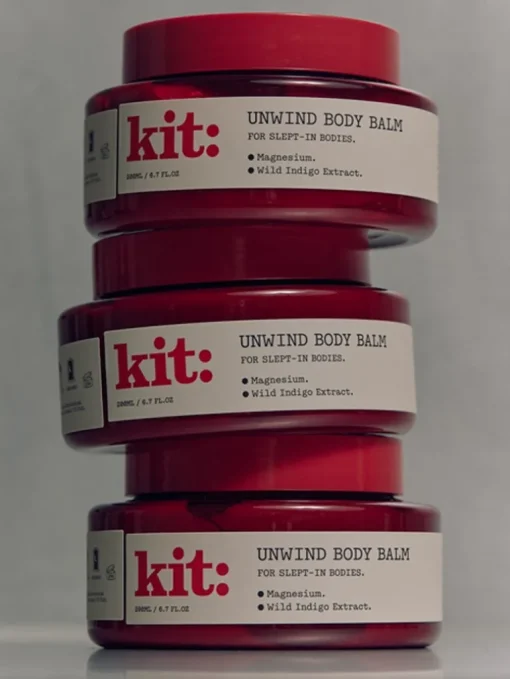 kit:
UNWIND BODY BALM
FOR SLEPT-IN BODIES.
● Magnesium.
● Wild Indigo Extract.
200ML / 6.7 FL.OZ
kit:
UNWIND BODY BALM
FOR SLEPT-IN BODIES.
● Magnesium.
● Wild Indigo Extract.
200ML / 6.7 FL.OZ
kit:
UNWIND BODY BALM
FOR SLEPT-IN BODIES.
● Magnesium.
● Wild Indigo Extract.
200ML / 6.7 FL.OZ